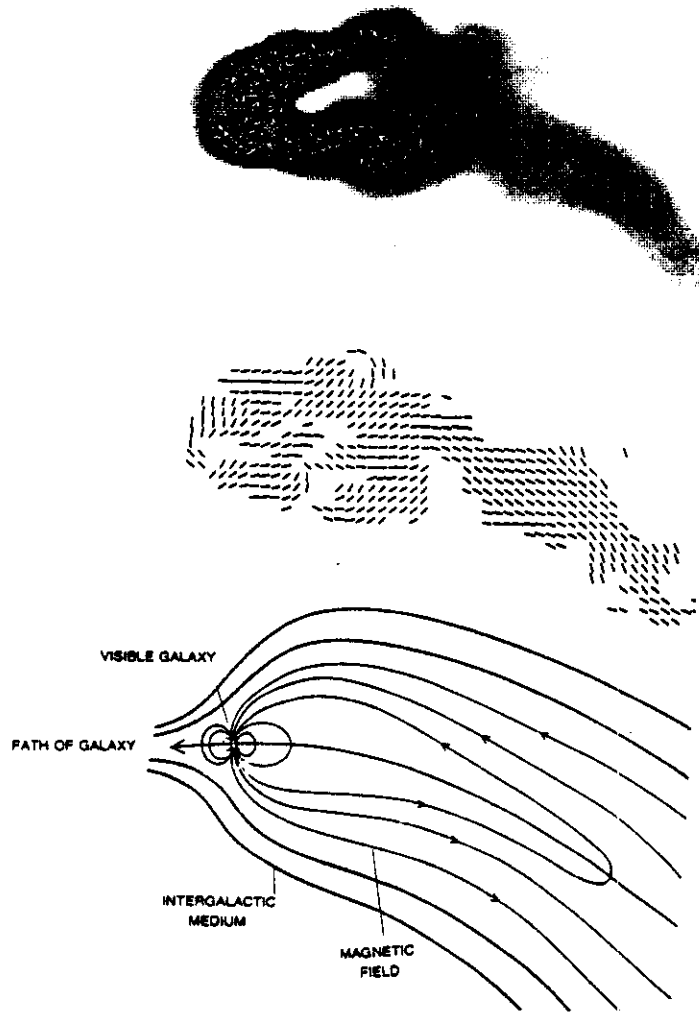 VISIBLE GALAXY
PATH OF GALAXY
INTERGALACTIC
MEDIUM
MAGNETIC
FIELD